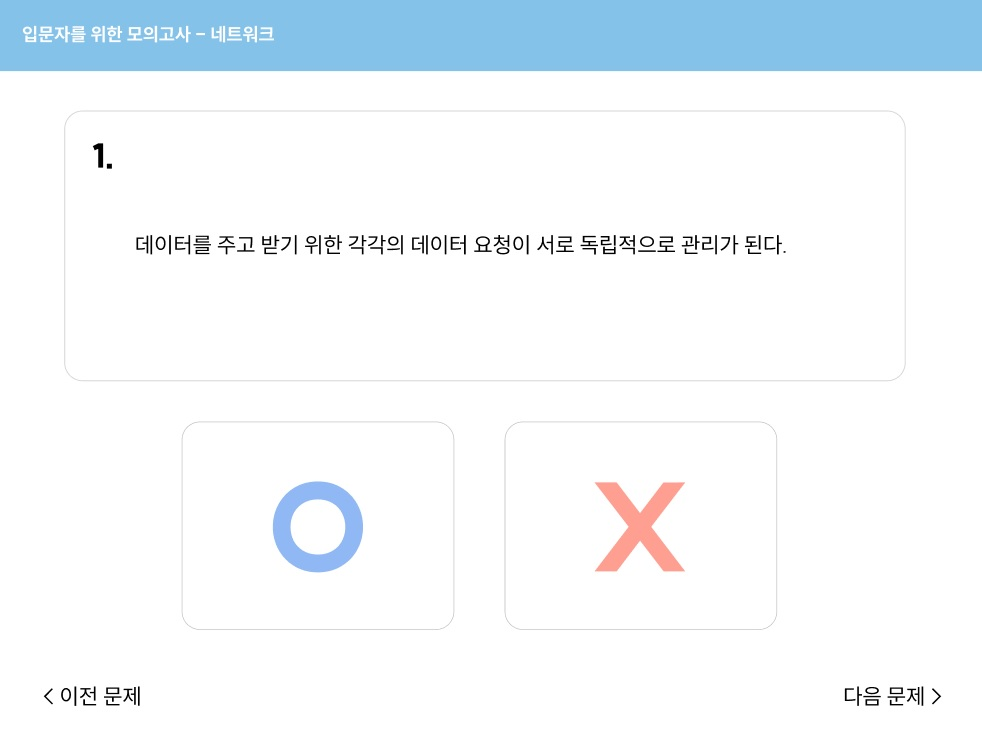 입문자를 위한 모의고사 - 네트워크
1.
데이터를 주고 받기 위한 각각의 데이터 요청이 서로 독립적으로 관리가 된다.
O X
< 이전 문제 다음 문제 >